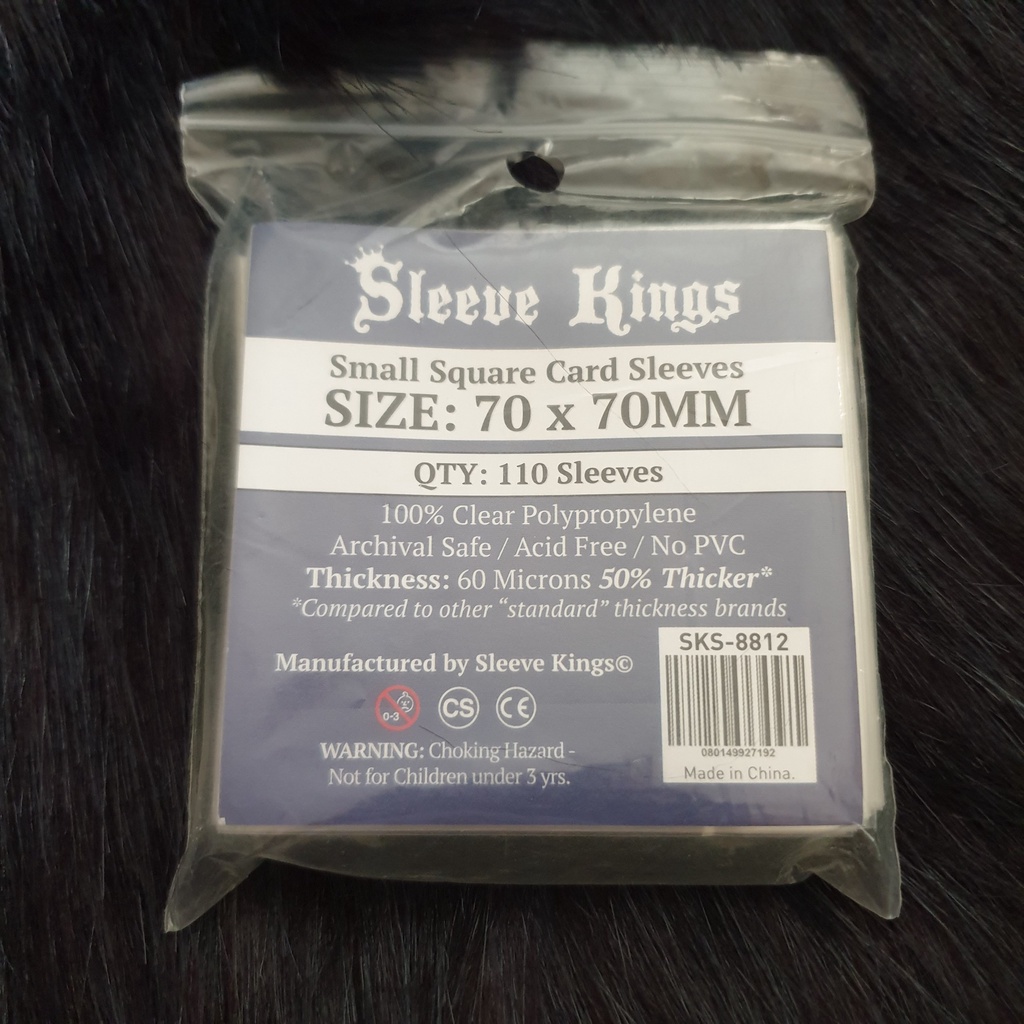 Sleeve Kings
Small Square Card Sleeves
SIZE: 70 x 70MM
QTY: 110 Sleeves
100% Clear Polypropylene
Archival Safe / Acid Free / No PVC
Thickness: 60 Microns 50% Thicker*
*Compared to other “standard” thickness brands
Manufactured by Sleeve Kings©
0-3
CS
CE
WARNING: Choking Hazard -
Not for Children under 3 yrs.
SKS-8812
080149927192
Made in China.